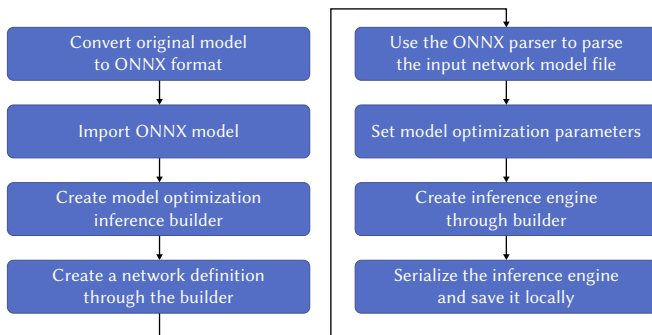 Convert original model
to ONNX format
Import ONNX model
Create model optimization
inference builder
Create a network definition
through the builder
Use the ONNX parser to parse
the input network model file
Set model optimization parameters
Create inference engine
through builder
Serialize the inference engine
and save it locally